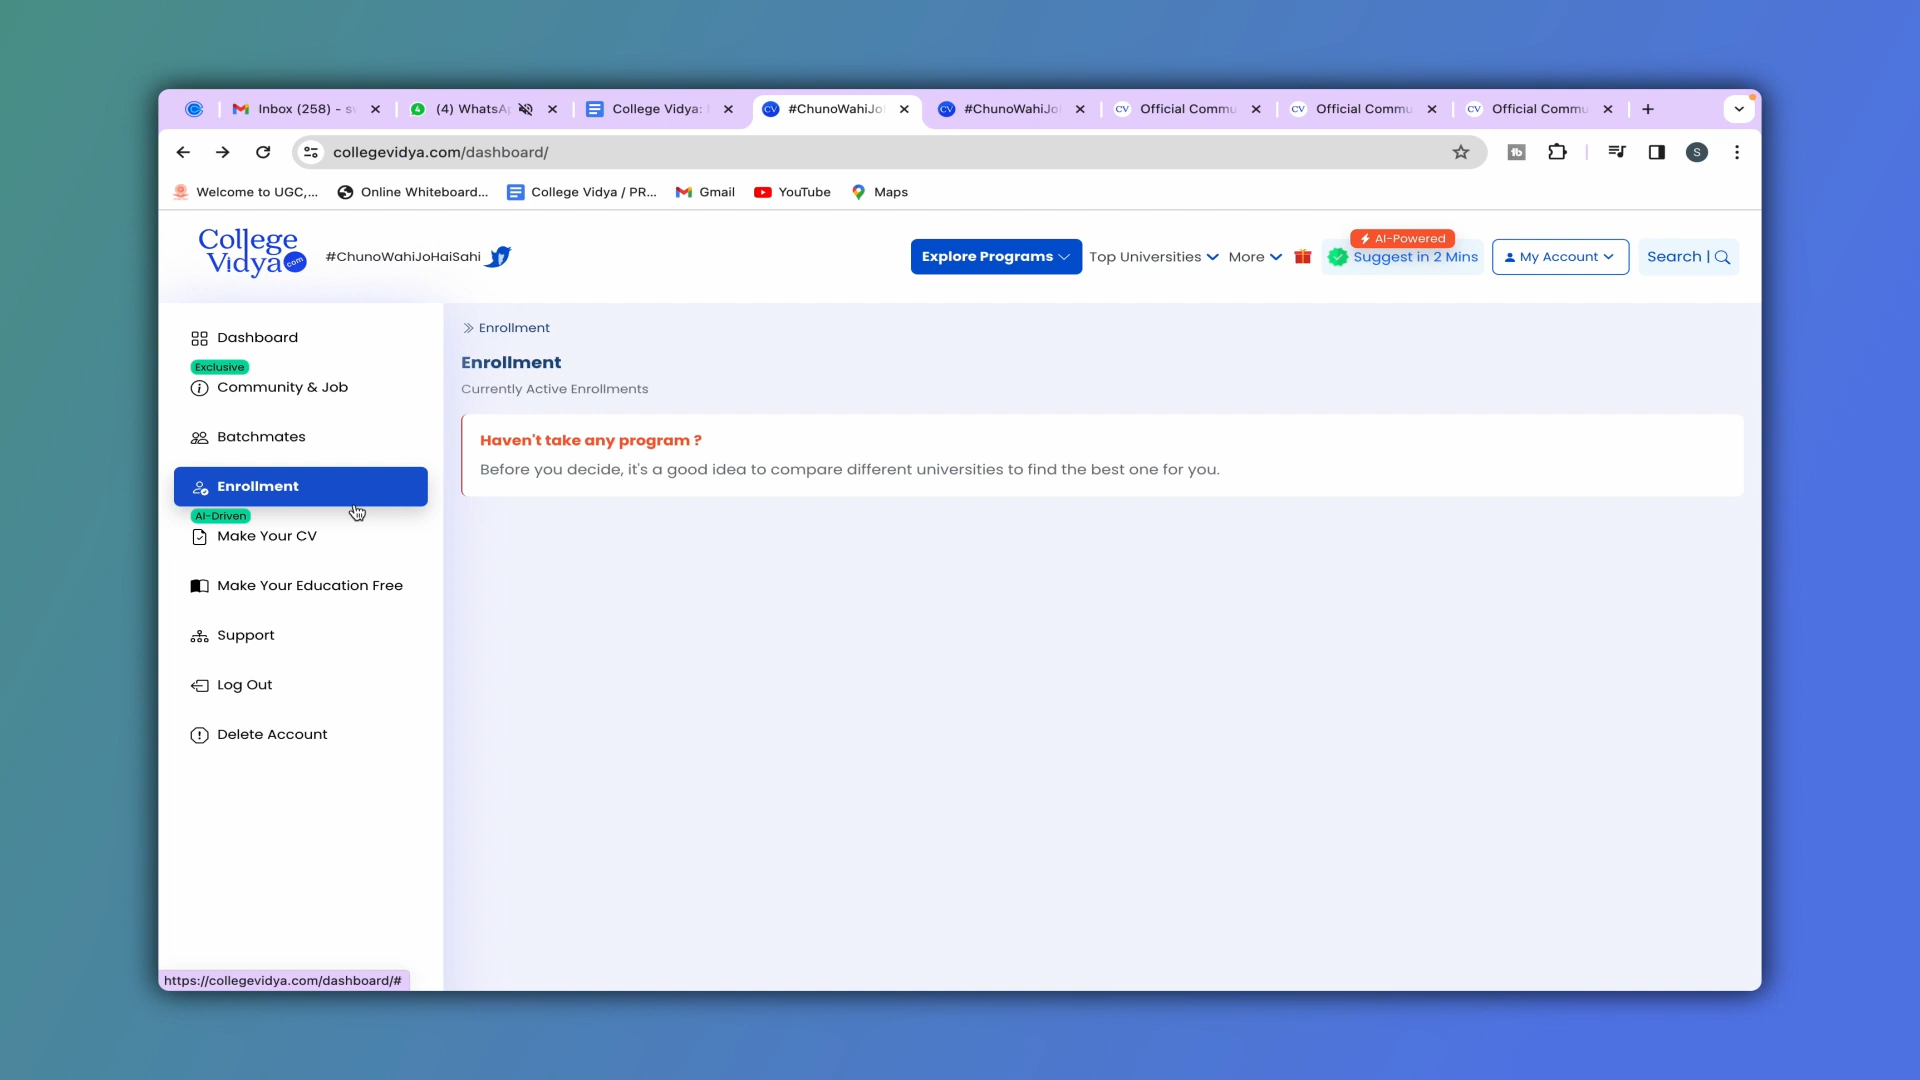 Inbox (258) - s
(4) WhatsA
College Vidya:
#ChunoWahiJo
#ChunoWahiJo
Official Commu
Official Commu
Official Commu
collegevidya.com/dashboard/
S
Welcome to UGC,...
Online Whiteboard...
College Vidya / PR...
Gmail
YouTube
Maps
College Vidya .com
#ChunoWahiJoHaiSahi
Explore Programs
Top Universities
More
AI-Powered
Suggest in 2 Mins
My Account
Search |
Dashboard
Exclusive
Community & Job
Batchmates
Enrollment
AI-Driven
Make Your CV
Make Your Education Free
Support
Log Out
Delete Account
Enrollment
Enrollment
Currently Active Enrollments
Haven't take any program ?
Before you decide, it's a good idea to compare different universities to find the best one for you.
https://collegevidya.com/dashboard/#